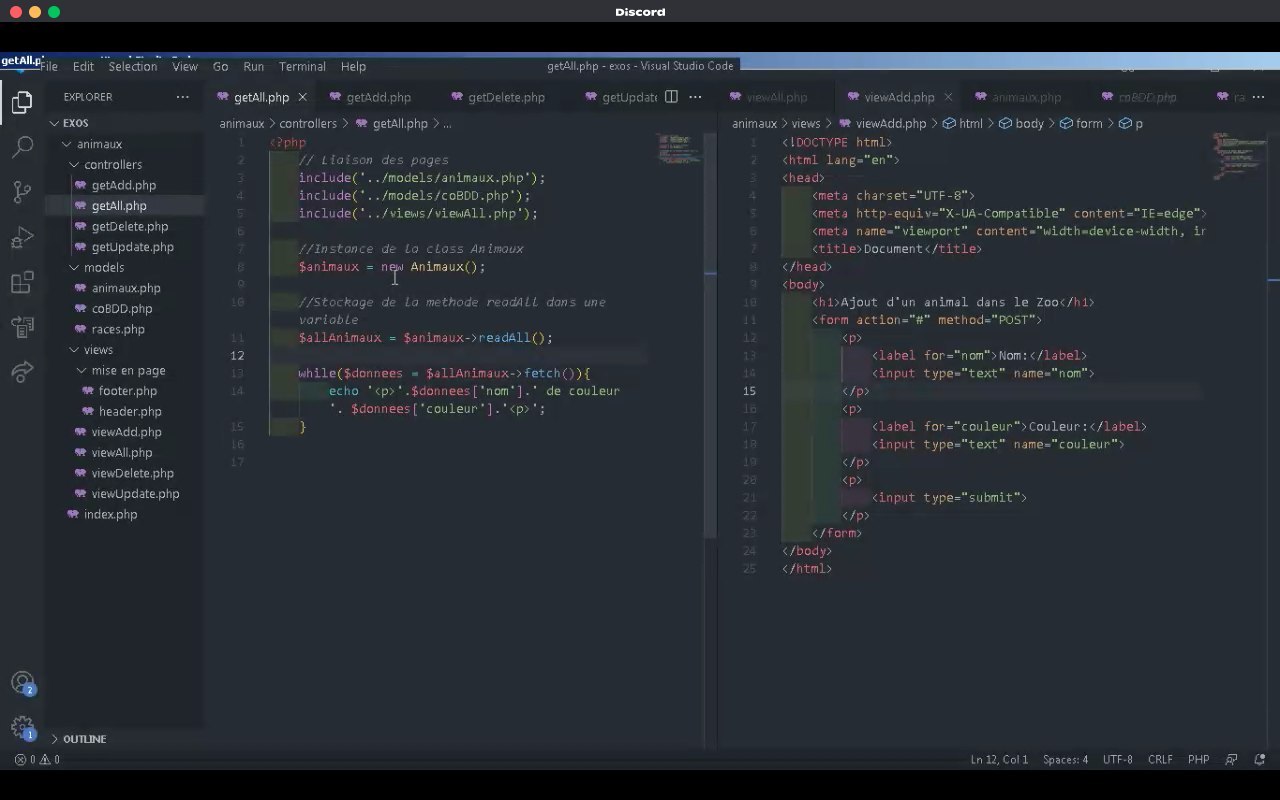 Discord
getAll.p
File Edit Selection View Go Run Terminal Help
getAll.php - exos - Visual Studio Code
EXPLORER
EXOS
animaux
controllers
getAdd.php
getAll.php
getDelete.php
getUpdate.php
models
animaux.php
coBDD.php
races.php
views
mise en page
footer.php
header.php
viewAdd.php
viewAll.php
viewDelete.php
viewUpdate.php
index.php
OUTLINE
getAll.php getAdd.php getDelete.php getUpdate
animaux > controllers > getAll.php > ...
1 <?php
2 // Liaison des pages
3 include('../models/animaux.php');
4 include('../models/coBDD.php');
5 include('../views/viewAll.php');
6
7 //Instance de la class Animaux
8 $animaux = new Animaux();
9
10 //Stockage de la methode readAll dans une
variable
11 $allAnimaux = $animaux->readAll();
12
13 while($donnees = $allAnimaux->fetch()){
14 echo '<p>'.$donnees['nom'].' de couleur
'. $donnees['couleur'].'<p>';
15 }
16
17
viewAll.php viewAdd.php animaux.php coBDD.php ra
animaux > views > viewAdd.php > html > body > form > p
1 <!DOCTYPE html>
2 <html lang="en">
3 <head>
4 <meta charset="UTF-8">
5 <meta http-equiv="X-UA-Compatible" content="IE=edge">
6 <meta name="viewport" content="width=device-width, in
7 <title>Document</title>
8 </head>
9 <body>
10 <h1>Ajout d'un animal dans le Zoo</h1>
11 <form action="#" method="POST">
12 <p>
13 <label for="nom">Nom:</label>
14 <input type="text" name="nom">
15 </p>
16 <p>
17 <label for="couleur">Couleur:</label>
18 <input type="text" name="couleur">
19 </p>
20 <p>
21 <input type="submit">
22 </p>
23 </form>
24 </body>
25 </html>
2
1
0 0
Ln 12, Col 1 Spaces: 4 UTF-8 CRLF PHP